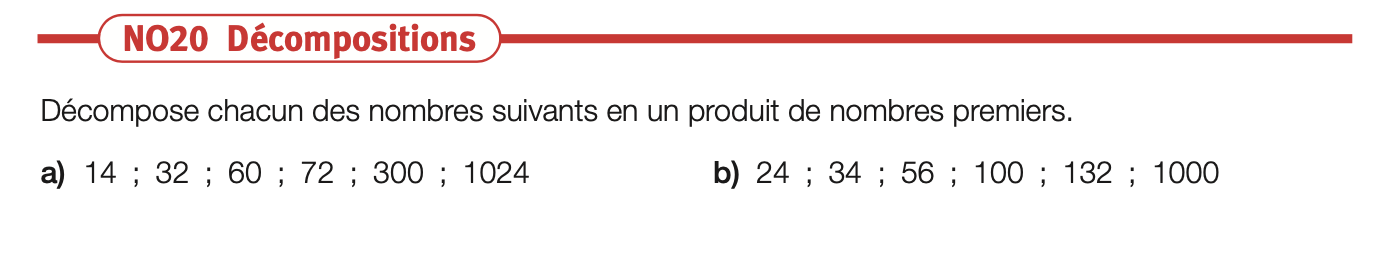 NO20 Décompositions
Décompose chacun des nombres suivants en un produit de nombres premiers.
a) 14 ; 32 ; 60 ; 72 ; 300 ; 1024 b) 24 ; 34 ; 56 ; 100 ; 132 ; 1000